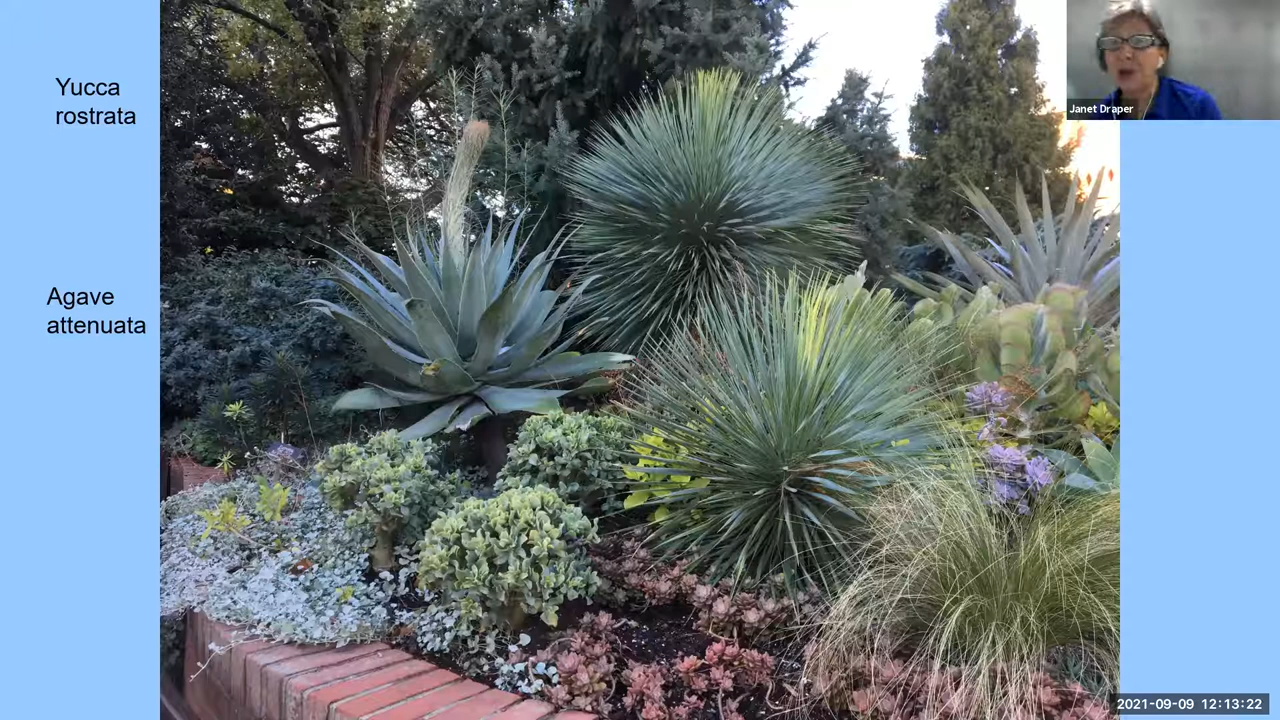 Yucca
rostrata
Janet Draper
Agave
attenuata
2021-09-09 12:13:22